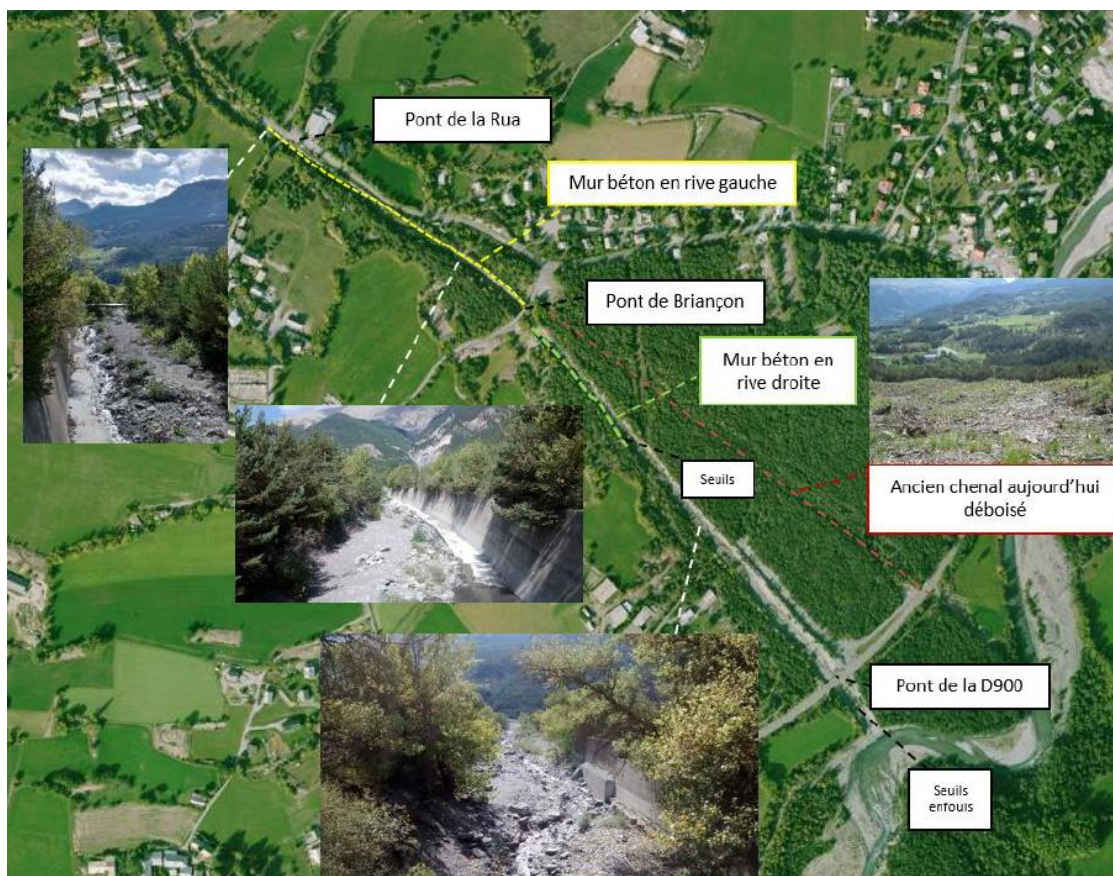 Pont de la Rua
Mur béton en rive gauche
Pont de Briançon
Mur béton en
rive droite
Seuils
Ancien chenal aujourd'hui
déboisé
Pont de la D900
Seuils
enfouis